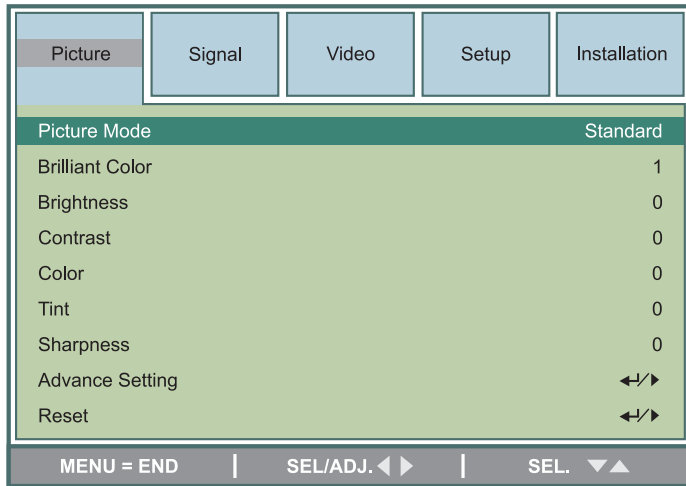 Picture Signal Video Setup Installation
Picture Mode Standard
Brilliant Color 1
Brightness 0
Contrast 0
Color 0
Tint 0
Sharpness 0
Advance Setting ↵/▶
Reset ↵/▶
MENU = END | SEL/ADJ. ◀ ▶ | SEL. ▼▲